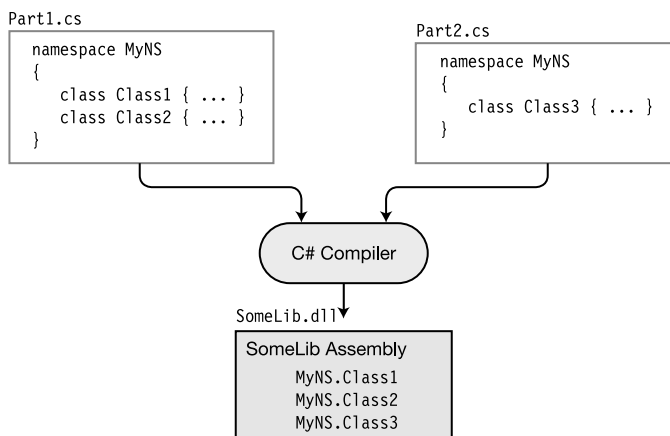 Part1.cs
namespace MyNS
{
class Class1 { ... }
class Class2 { ... }
}
Part2.cs
namespace MyNS
{
class Class3 { ... }
}
C# Compiler
SomeLib.dll
SomeLib Assembly
MyNS.Class1
MyNS.Class2
MyNS.Class3